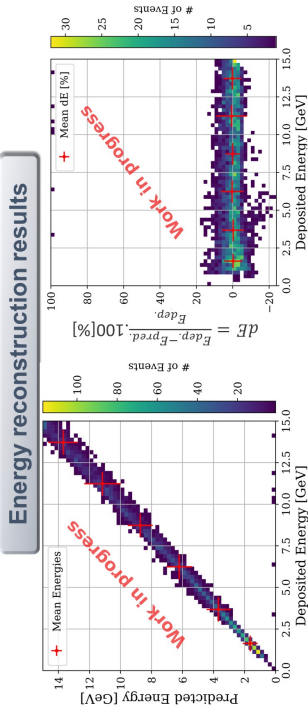 Energy reconstruction results
Mean Energies
Work in progress
Predicted Energy [GeV]
14
12
10
8
6
4
2
0
0.0 2.5 5.0 7.5 10.0 12.5 15.0
Deposited Energy [GeV]
100
80
60
40
20
# of Events
Mean dE [%]
Work in progress
dE = E_dep.−E_pred. / E_dep. .100[%]
100
80
60
40
20
0
−20
0.0 2.5 5.0 7.5 10.0 12.5 15.0
Deposited Energy [GeV]
30
25
20
15
10
5
# of Events